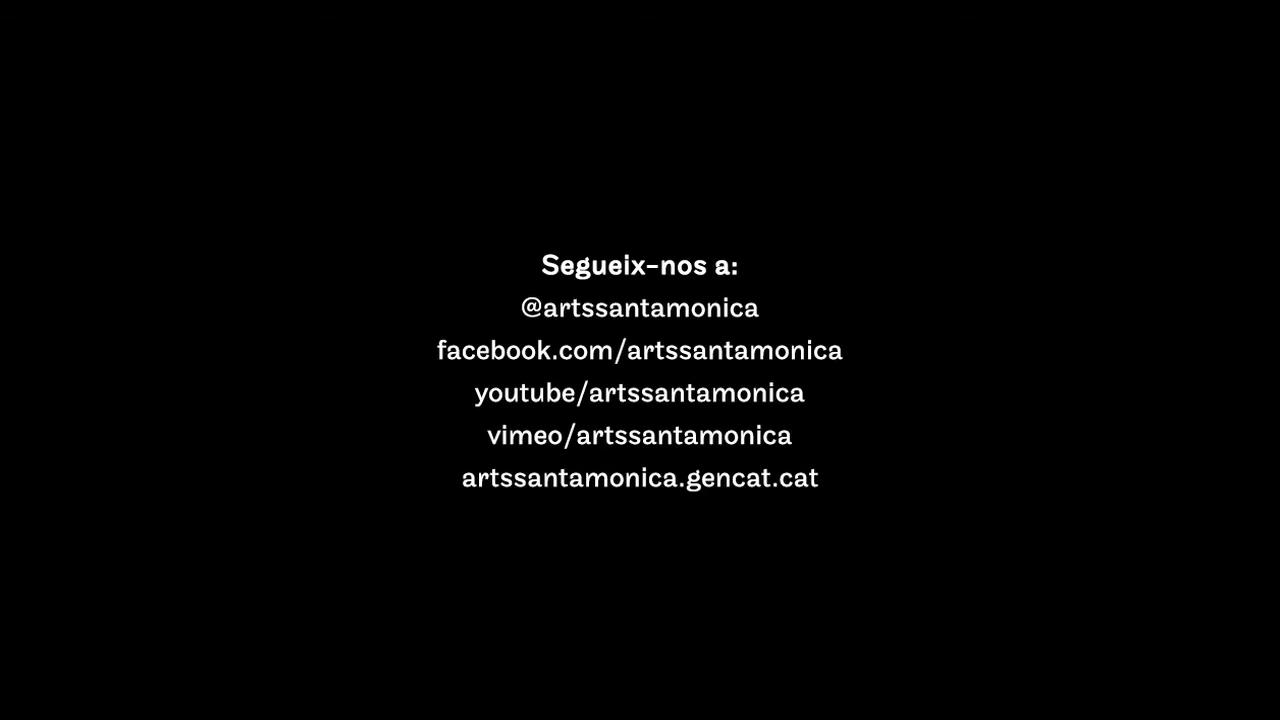 Segueix-nos a:
@artssantamonica
facebook.com/artssantamonica
youtube/artssantamonica
vimeo/artssantamonica
artssantamonica.gencat.cat